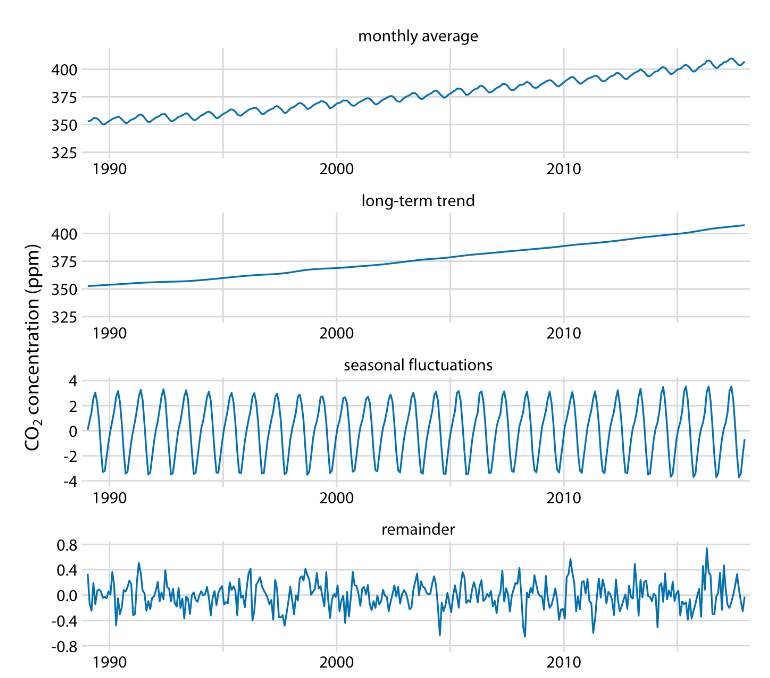 monthly average
400
375
350
325
1990 2000 2010
long-term trend
400
375
350
325
1990 2000 2010
CO₂ concentration (ppm)
seasonal fluctuations
4
2
0
-2
-4
1990 2000 2010
remainder
0.8
0.4
0.0
-0.4
-0.8
1990 2000 2010